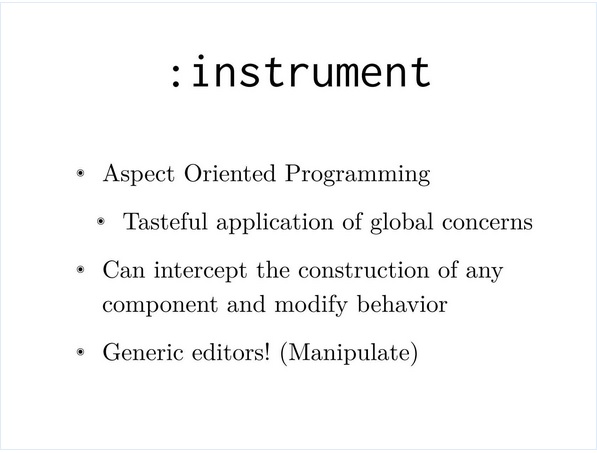 :instrument
Aspect Oriented Programming
Tasteful application of global concerns
Can intercept the construction of any
component and modify behavior
Generic editors! (Manipulate)